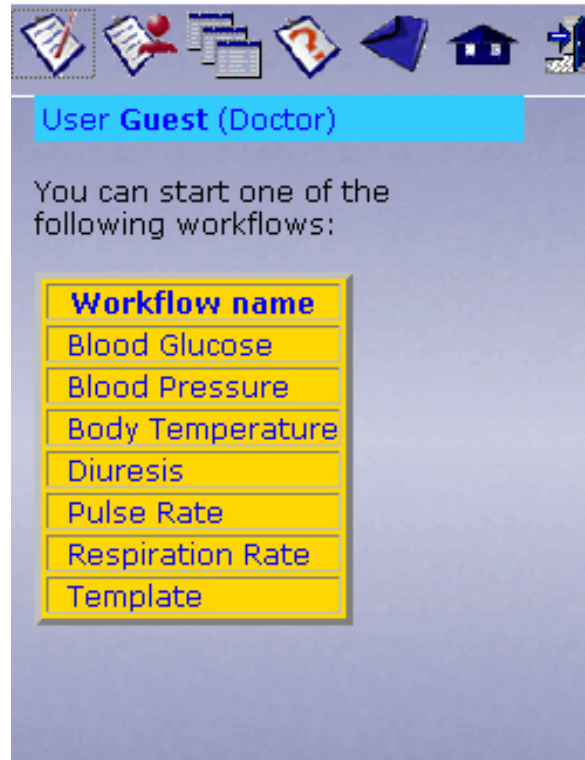 User Guest (Doctor)
You can start one of the
following workflows:
Workflow name
Blood Glucose
Blood Pressure
Body Temperature
Diuresis
Pulse Rate
Respiration Rate
Template